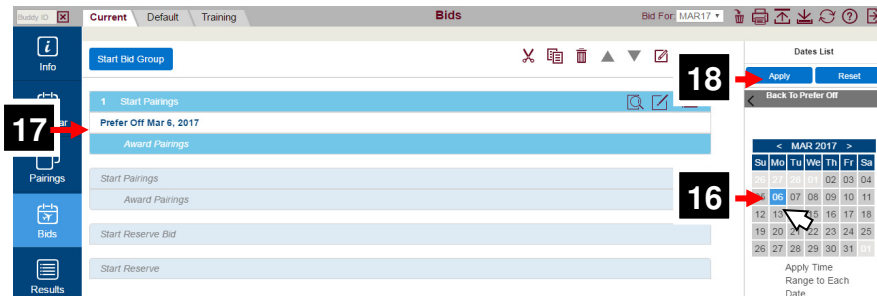 Buddy ID
Current Default Training
Bids
Bid For: MAR17
Info
Start Bid Group
Dates List
18
Apply Reset
Back To Prefer Off
1 Start Pairings
17
ar
Prefer Off Mar 6, 2017
Award Pairings
< MAR 2017 >
Su Mo Tu We Th Fr Sa
26 27 28 01 02 03 04
16
05 06 07 08 09 10 11
12 13 15 16 17 18
19 20 21 22 23 24 25
26 27 28 29 30 31 01
Pairings
Start Pairings
Award Pairings
Bids
Start Reserve Bid
Results
Start Reserve
Apply Time
Range to Each
Date